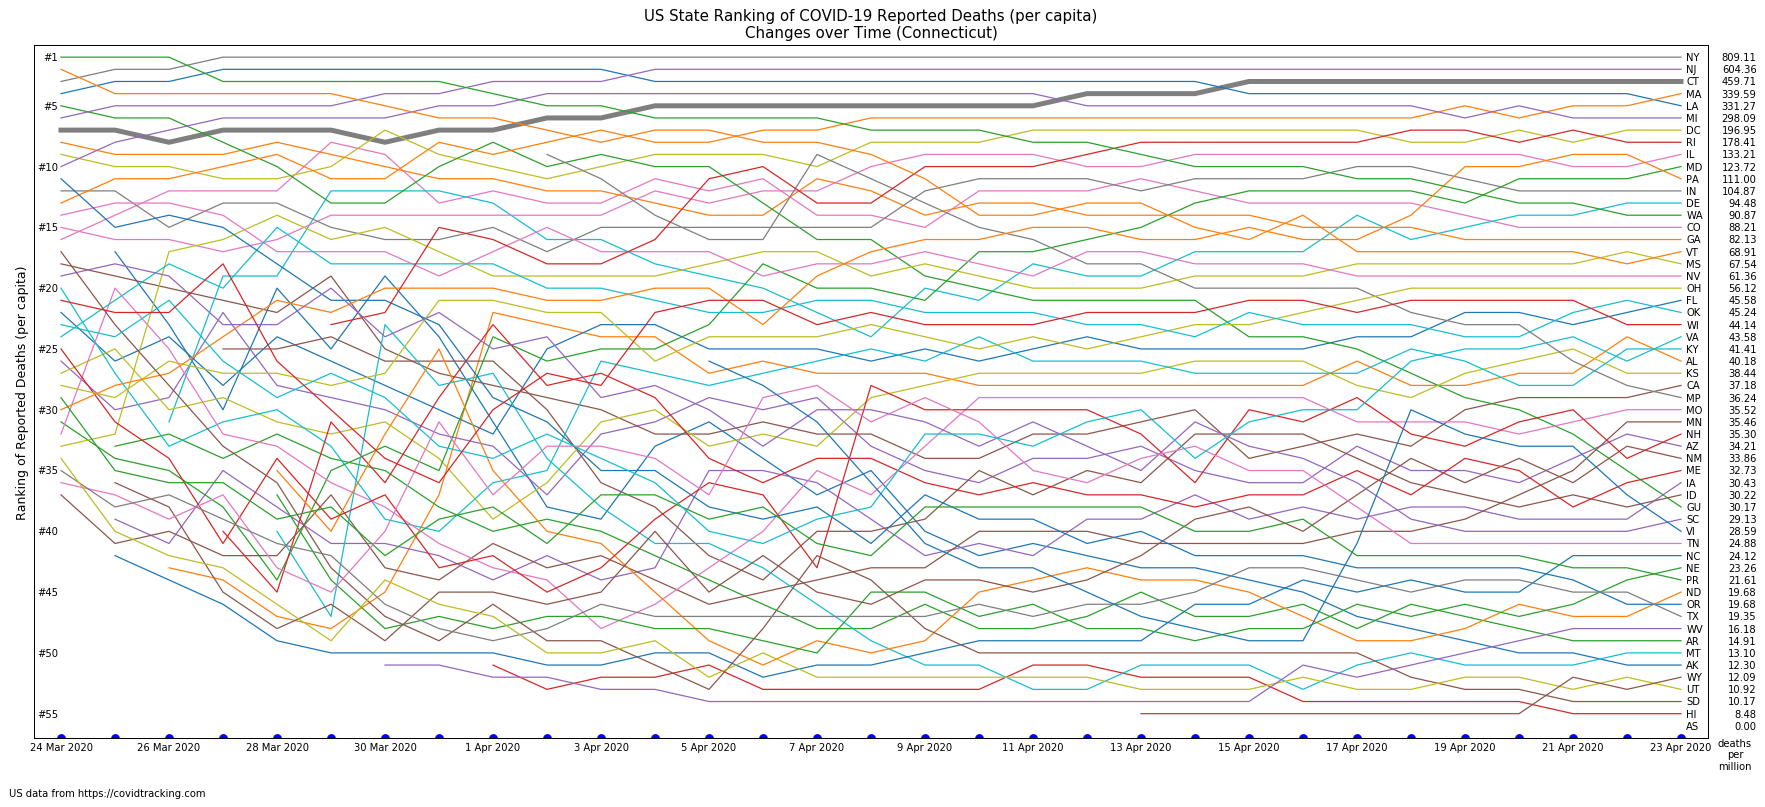 US State Ranking of COVID-19 Reported Deaths (per capita)
Changes over Time (Connecticut)
Ranking of Reported Deaths (per capita)
#1
#5
#10
#15
#20
#25
#30
#35
#40
#45
#50
#55
NY 809.11
NJ 604.36
CT 459.71
MA 339.59
LA 331.27
MI 298.09
DC 196.95
RI 178.41
IL 133.21
MD 123.72
PA 111.00
IN 104.87
DE 94.48
WA 90.87
CO 88.21
GA 82.13
VT 68.91
MS 67.54
NV 61.36
OH 56.12
FL 45.58
OK 45.24
WI 44.14
VA 43.58
KY 41.41
AL 40.18
KS 38.44
CA 37.18
MP 36.24
MO 35.52
MN 35.46
NH 35.30
AZ 34.21
NM 33.86
ME 32.73
IA 30.43
ID 30.22
GU 30.17
SC 29.13
VI 28.59
TN 24.88
NC 24.12
NE 23.26
PR 21.61
ND 19.68
OR 19.68
TX 19.35
WV 16.18
AR 14.91
MT 13.10
AK 12.30
WY 12.09
UT 10.92
SD 10.17
HI 8.48
AS 0.00
24 Mar 2020 26 Mar 2020 28 Mar 2020 30 Mar 2020 1 Apr 2020 3 Apr 2020 5 Apr 2020 7 Apr 2020 9 Apr 2020 11 Apr 2020 13 Apr 2020 15 Apr 2020 17 Apr 2020 19 Apr 2020 21 Apr 2020 23 Apr 2020
deaths
per
million
US data from https://covidtracking.com